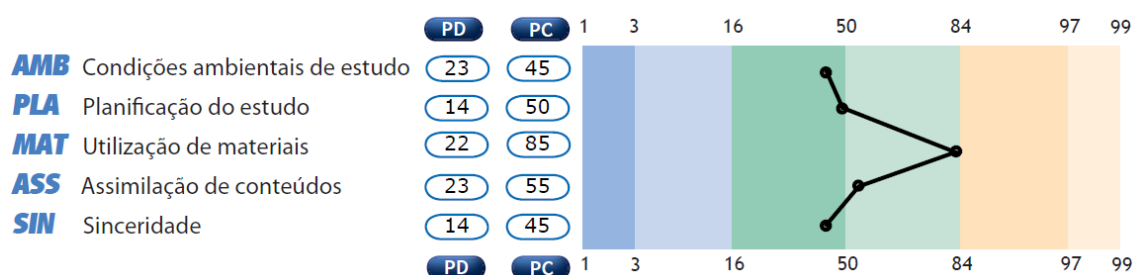 PD PC 1 3 16 50 84 97 99
AMB Condições ambientais de estudo 23 45
PLA Planificação do estudo 14 50
MAT Utilização de materiais 22 85
ASS Assimilação de conteúdos 23 55
SIN Sinceridade 14 45
PD PC 1 3 16 50 84 97 99